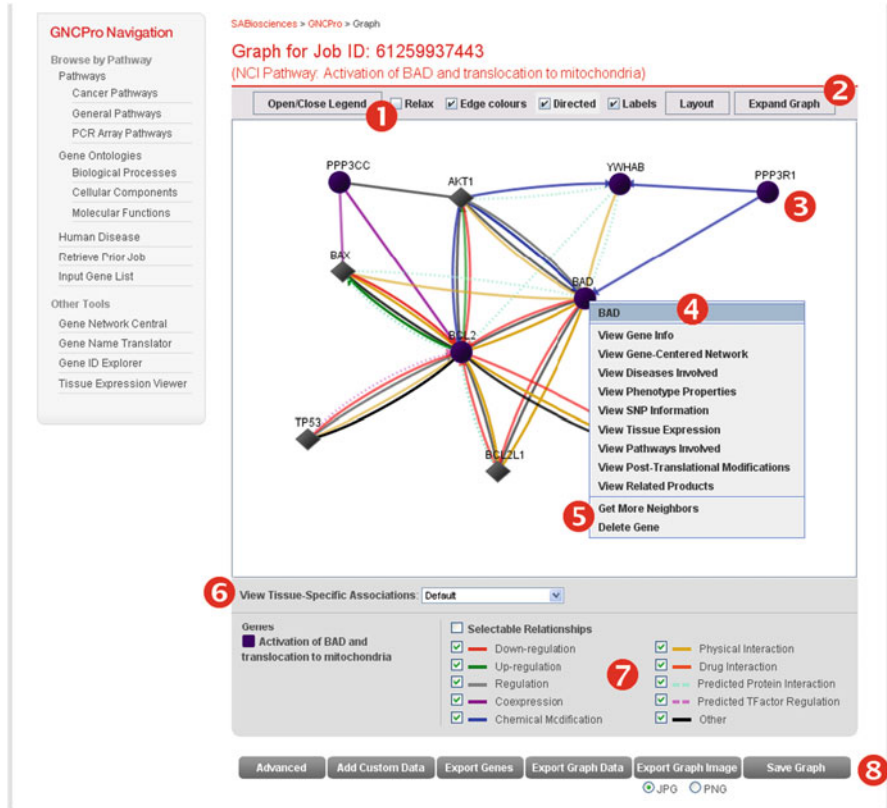 GNCPro Navigation
Browse by Pathway
Pathways
Cancer Pathways
General Pathways
PCR Array Pathways
Gene Ontologies
Biological Processes
Cellular Components
Molecular Functions
Human Disease
Retrieve Prior Job
Input Gene List
Other Tools
Gene Network Central
Gene Name Translator
Gene ID Explorer
Tissue Expression Viewer
SABiosciences > GNCPro > Graph
Graph for Job ID: 61259937443
(NCI Pathway: Activation of BAD and translocation to mitochondria)
2
Open/Close Legend Relax Edge colours Directed Labels Layout Expand Graph
1
PPP3CC
AKT1
YWHAB
PPP3R1
3
BAX
BAD
BCL2
TP53
BCL2L1
BAD
4
View Gene Info
View Gene-Centered Network
View Diseases Involved
View Phenotype Properties
View SNP Information
View Tissue Expression
View Pathways Involved
View Post-Translational Modifications
View Related Products
5
Get More Neighbors
Delete Gene
6
View Tissue-Specific Associations: Default
Genes
Activation of BAD and
translocation to mitochondria
Selectable Relationships
Down-regulation
Up-regulation
Regulation
Coexpression
Chemical Modification
7
Physical Interaction
Drug Interaction
Predicted Protein Interaction
Predicted TFactor Regulation
Other
Advanced Add Custom Data Export Genes Export Graph Data Export Graph Image Save Graph
8
JPG PNG